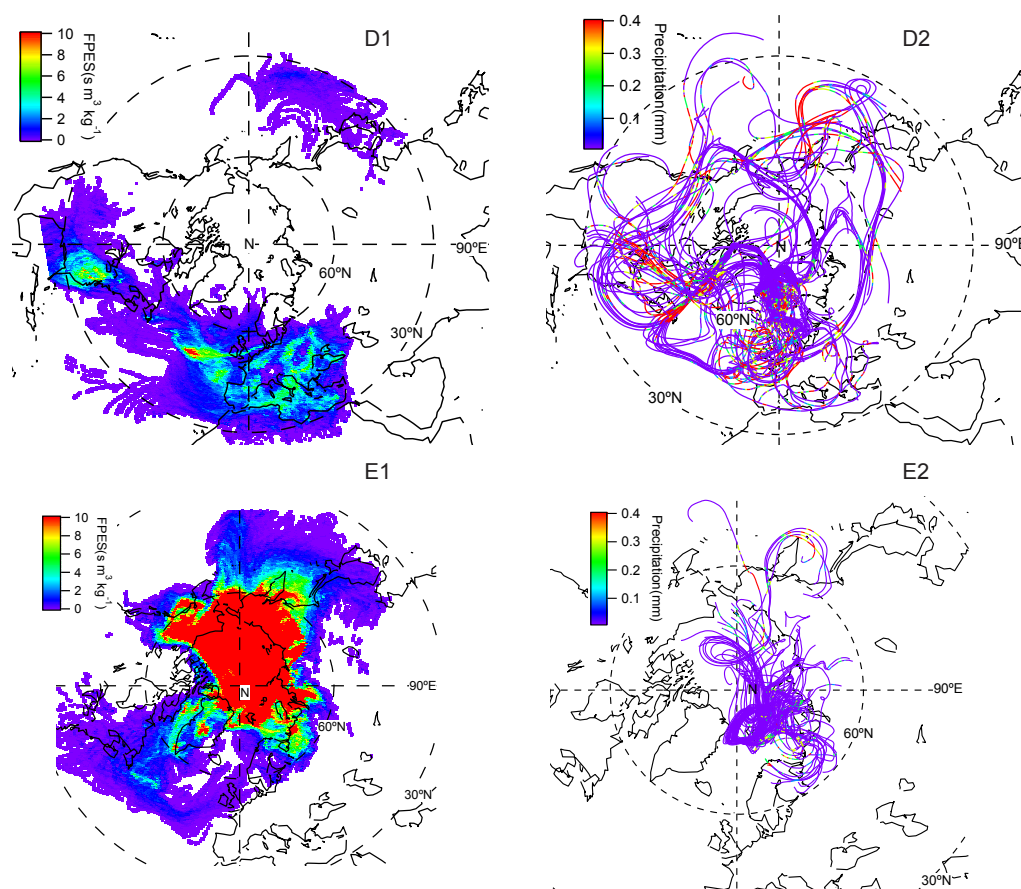 D1
10
8
6
4
2
0
FPES(s m³ kg⁻¹)
N
90ºE
60ºN
30ºN
D2
0.4
0.3
0.2
0.1
Precipitation(mm)
N
90ºE
60ºN
30ºN
E1
10
8
6
4
2
0
FPES(s m³ kg⁻¹)
N
90ºE
60ºN
30ºN
E2
0.4
0.3
0.2
0.1
Precipitation(mm)
N
90ºE
60ºN
30ºN